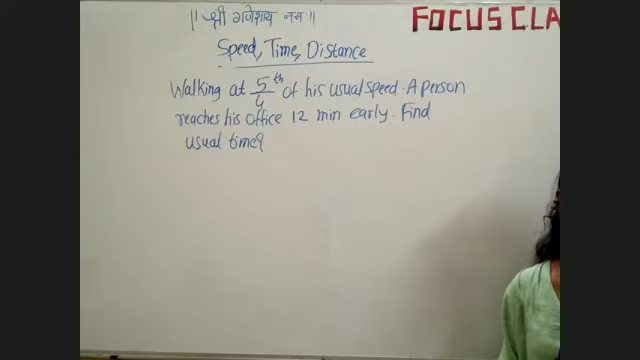 || श्री गणेशाय नमः ||
FOCUS CLA
Speed, Time, Distance
Walking at 5/4 th of his usual speed. A person
reaches his office 12 min early. Find
usual time?